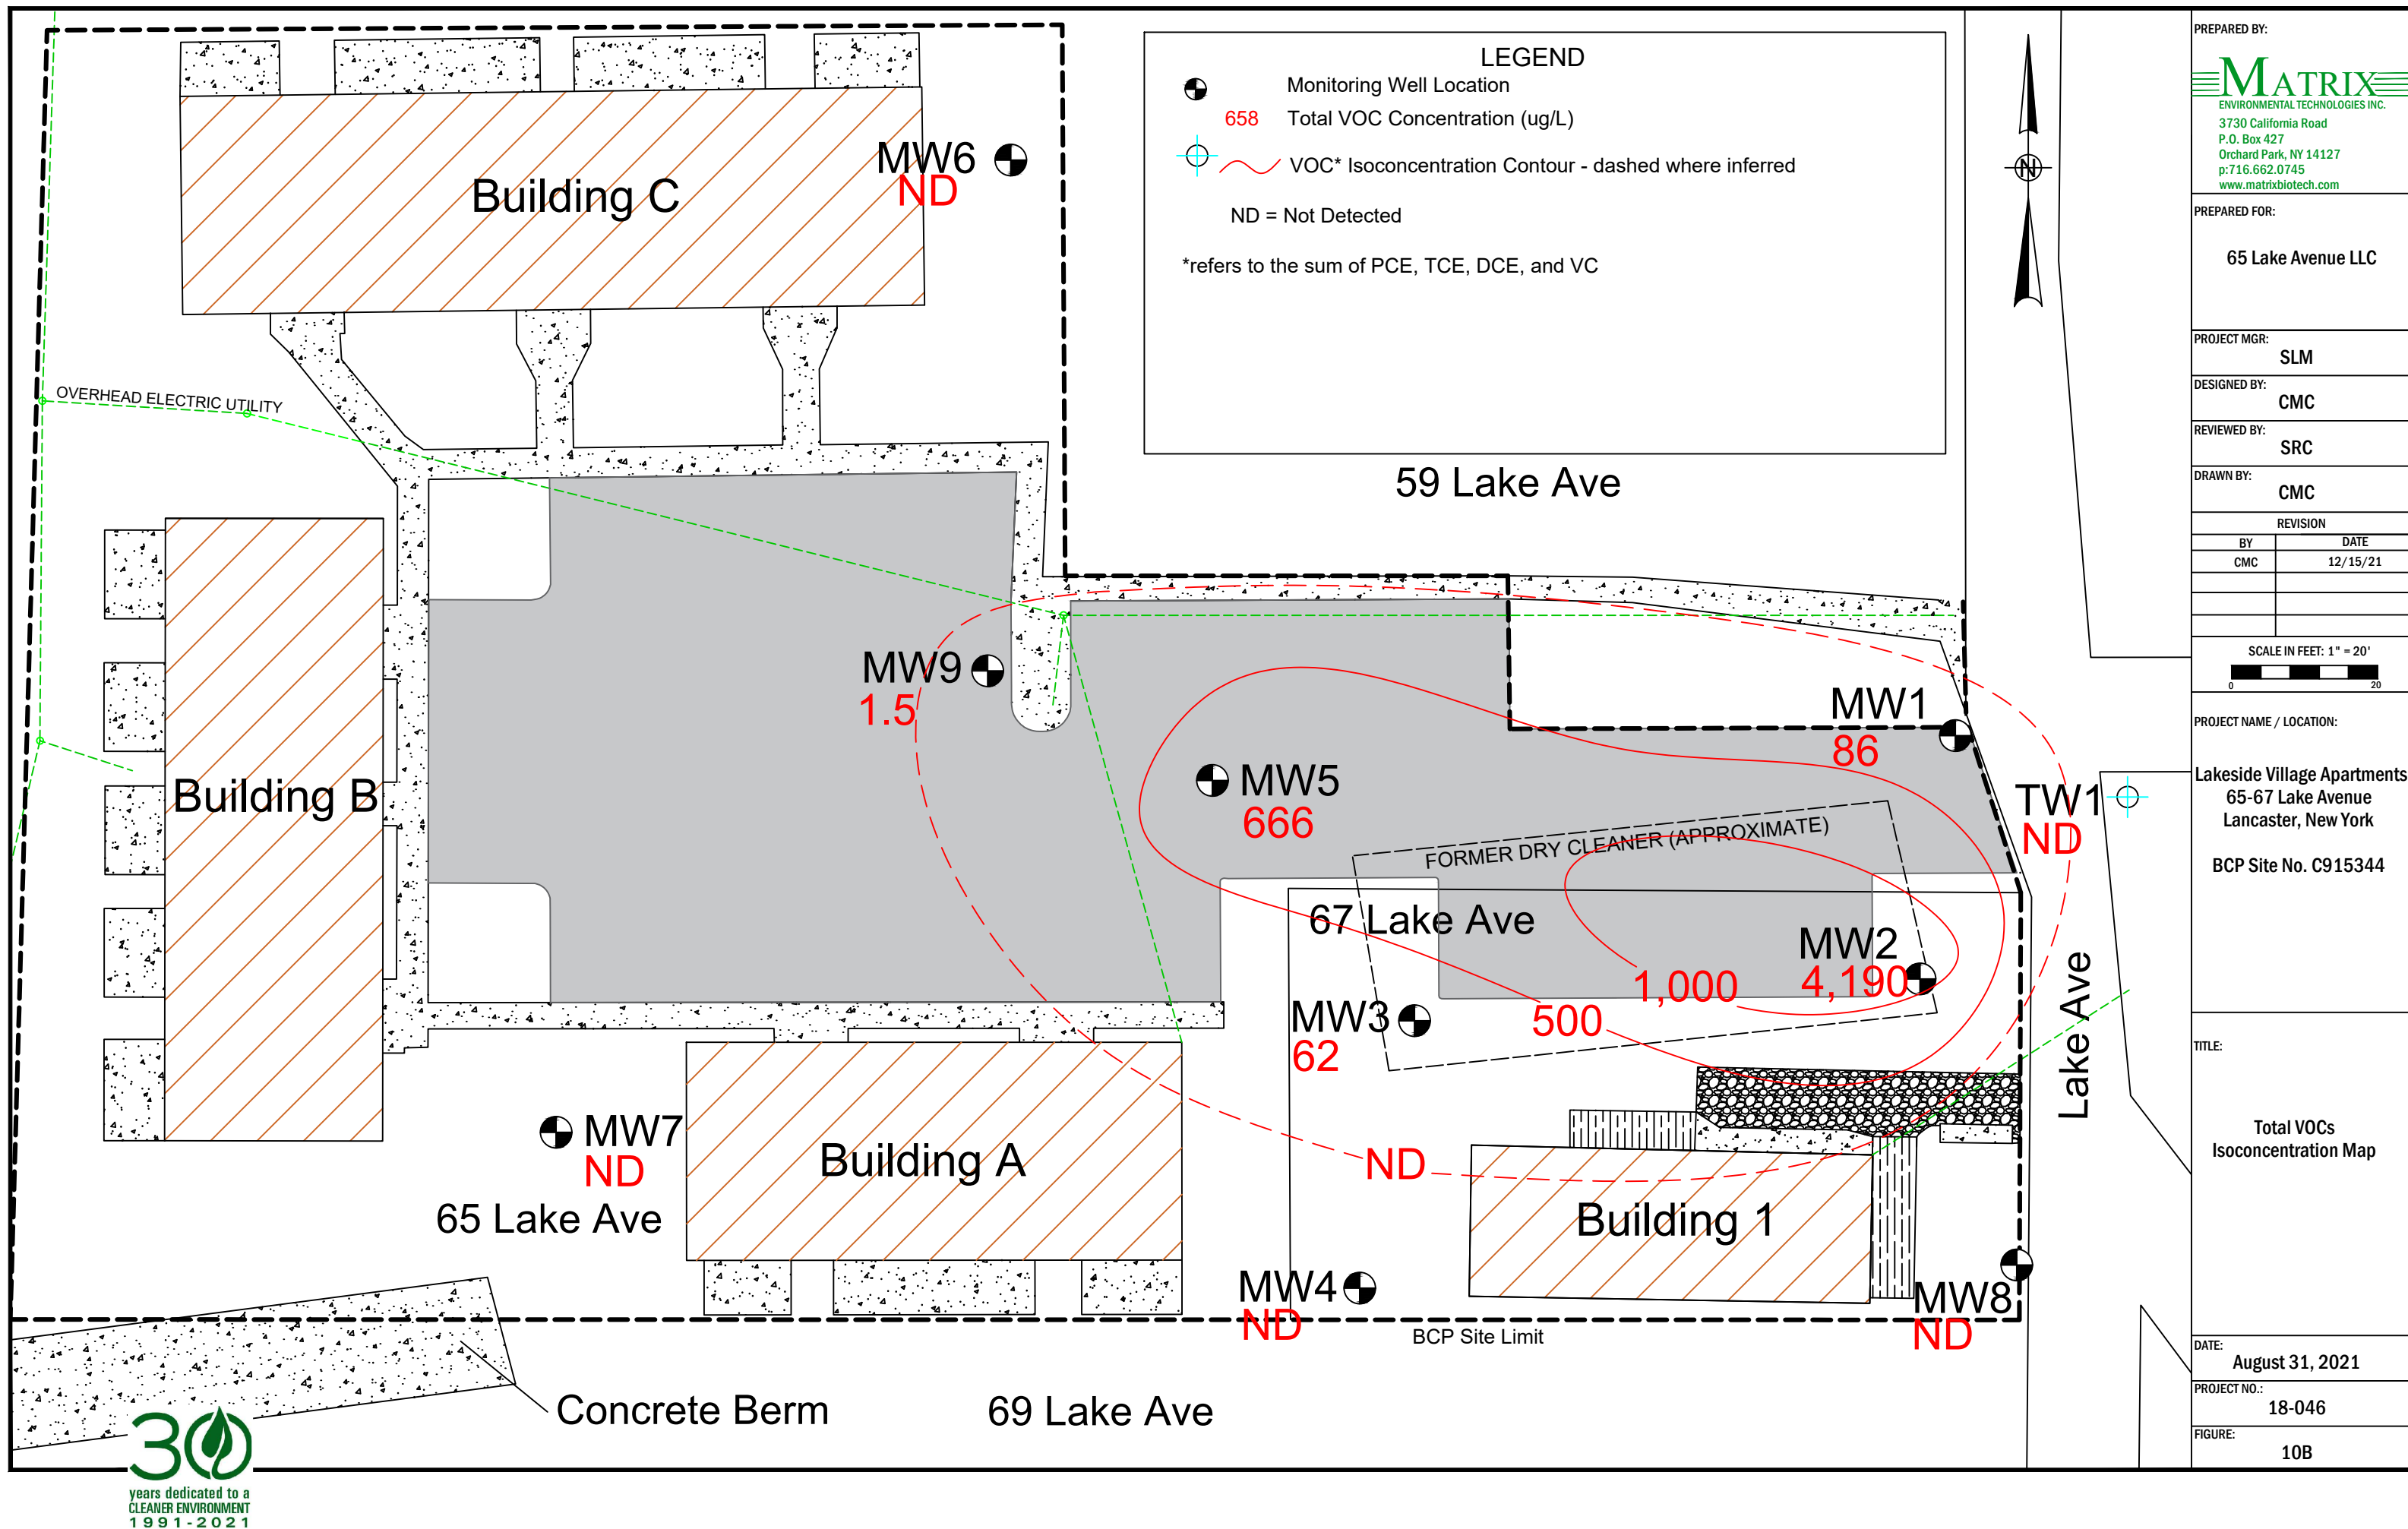 LEGEND
Monitoring Well Location
658 Total VOC Concentration (ug/L)
VOC* Isoconcentration Contour - dashed where inferred
ND = Not Detected
*refers to the sum of PCE, TCE, DCE, and VC
N
MW6
ND
Building C
OVERHEAD ELECTRIC UTILITY
59 Lake Ave
MW9
1.5
MW1
86
MW5
666
TW1
ND
Building B
FORMER DRY CLEANER (APPROXIMATE)
67 Lake Ave
MW2
4,190
1,000
500
MW3
62
Lake Ave
MW7
ND
Building A
ND
65 Lake Ave
Building 1
MW4
ND
MW8
ND
BCP Site Limit
Concrete Berm
69 Lake Ave
30
years dedicated to a
CLEANER ENVIRONMENT
1991-2021
PREPARED BY:
MATRIX
ENVIRONMENTAL TECHNOLOGIES INC.
3730 California Road
P.O. Box 427
Orchard Park, NY 14127
p:716.662.0745
www.matrixbiotech.com
PREPARED FOR:
65 Lake Avenue LLC
PROJECT MGR:
SLM
DESIGNED BY:
CMC
REVIEWED BY:
SRC
DRAWN BY:
CMC
REVISION
BY DATE
CMC 12/15/21
SCALE IN FEET: 1" = 20'
0 20
PROJECT NAME / LOCATION:
Lakeside Village Apartments
65-67 Lake Avenue
Lancaster, New York
BCP Site No. C915344
TITLE:
Total VOCs
Isoconcentration Map
DATE:
August 31, 2021
PROJECT NO.:
18-046
FIGURE:
10B